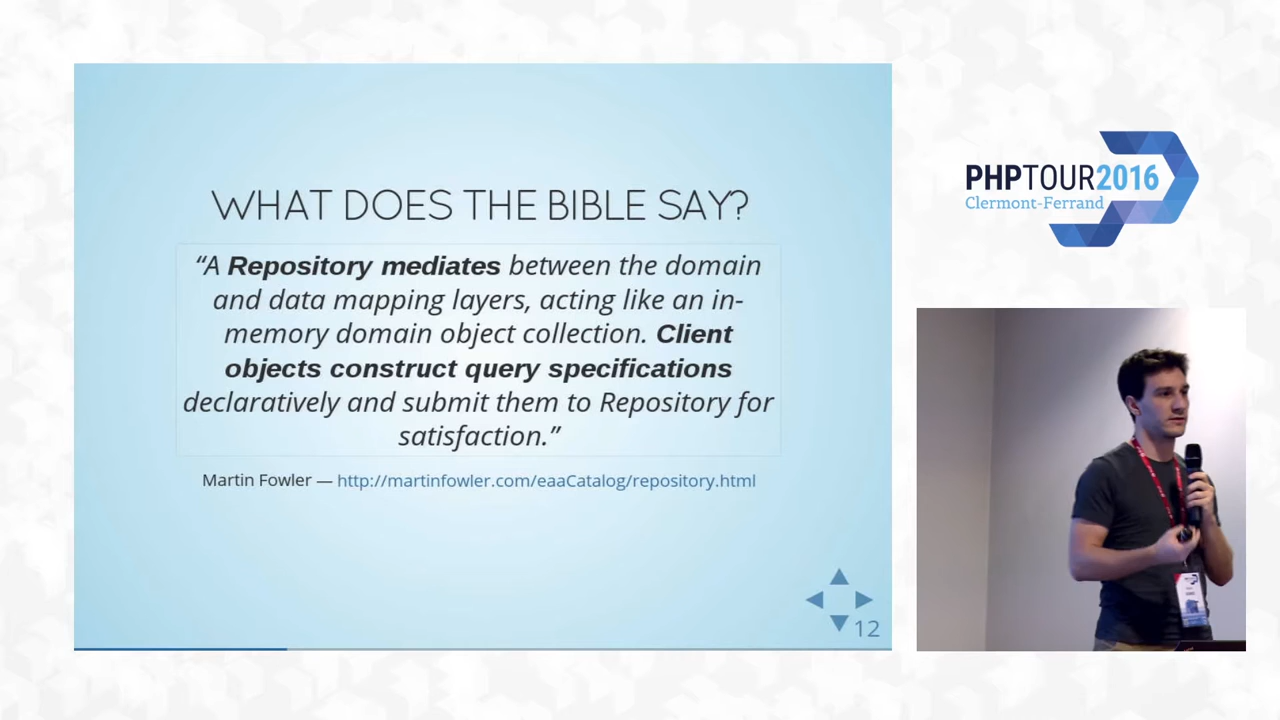 WHAT DOES THE BIBLE SAY?
“A Repository mediates between the domain
and data mapping layers, acting like an in-
memory domain object collection. Client
objects construct query specifications
declaratively and submit them to Repository for
satisfaction.”
Martin Fowler — http://martinfowler.com/eaaCatalog/repository.html
12
PHPTOUR2016
Clermont-Ferrand